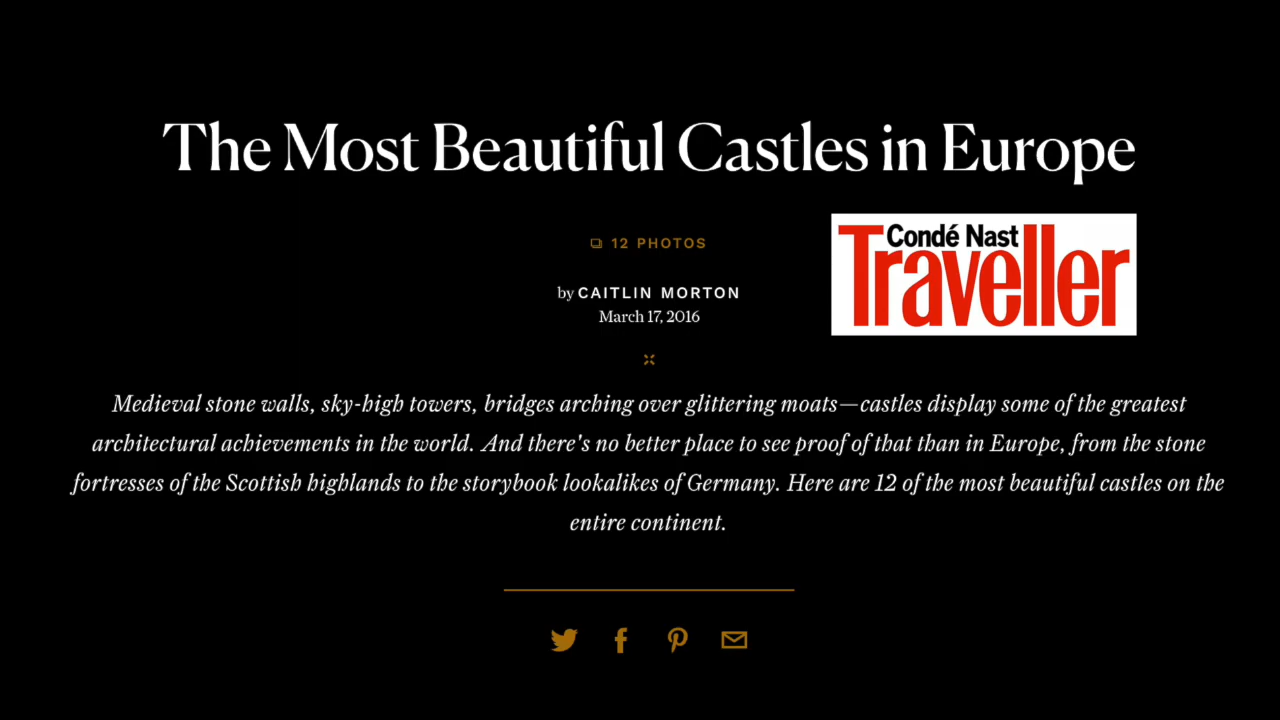 The Most Beautiful Castles in Europe
12 PHOTOS
by CAITLIN MORTON
March 17, 2016
Condé Nast
Traveller
Medieval stone walls, sky-high towers, bridges arching over glittering moats—castles display some of the greatest
architectural achievements in the world. And there's no better place to see proof of that than in Europe, from the stone
fortresses of the Scottish highlands to the storybook lookalikes of Germany. Here are 12 of the most beautiful castles on the
entire continent.